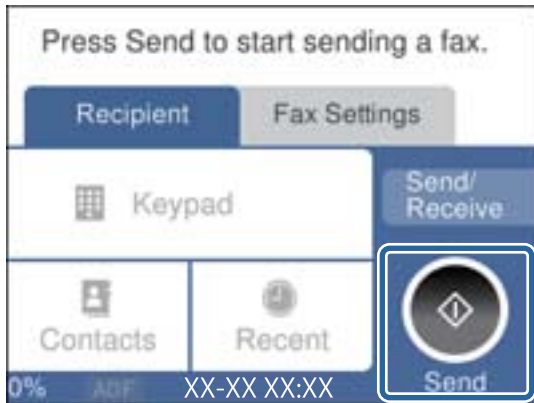 Press Send to start sending a fax.
Recipient
Fax Settings
Keypad
Send/
Receive
Contacts
Recent
Send
0%
ADF
XX-XX XX:XX